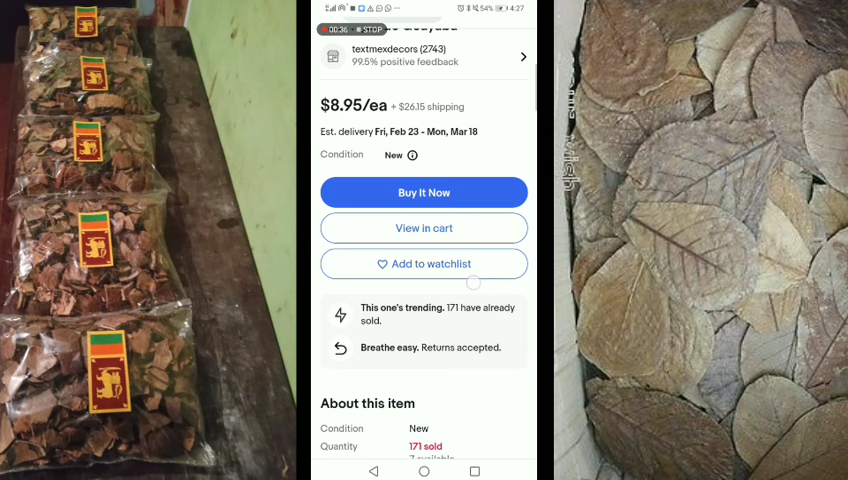 54% 4:27
00:36 STOP
textmexdecors (2743)
99.5% positive feedback
$8.95/ea + $26.15 shipping
Est. delivery Fri, Feb 23 - Mon, Mar 18
Condition New
Buy It Now
View in cart
Add to watchlist
This one's trending. 171 have already
sold.
Breathe easy. Returns accepted.
About this item
Condition New
Quantity 171 sold
7 available